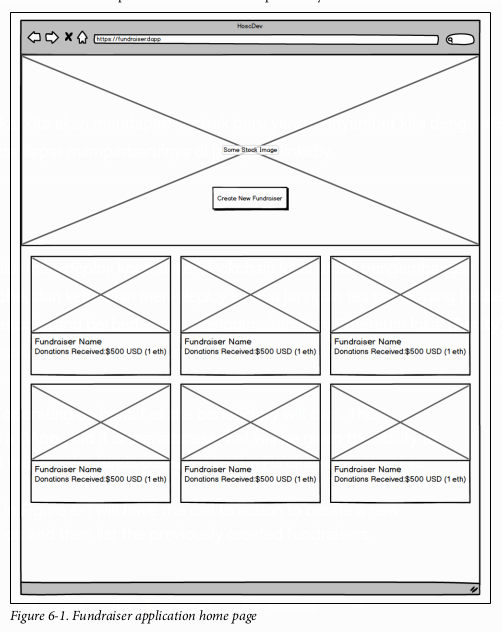 HoscDev
https://fundraiser.dapp
Some Stock Image
Create New Fundraiser
Fundraiser Name
Donations Received:$500 USD (1 eth)
Fundraiser Name
Donations Received:$500 USD (1 eth)
Fundraiser Name
Donations Received:$500 USD (1 eth)
Fundraiser Name
Donations Received:$500 USD (1 eth)
Fundraiser Name
Donations Received:$500 USD (1 eth)
Fundraiser Name
Donations Received:$500 USD (1 eth)
Figure 6-1. Fundraiser application home page